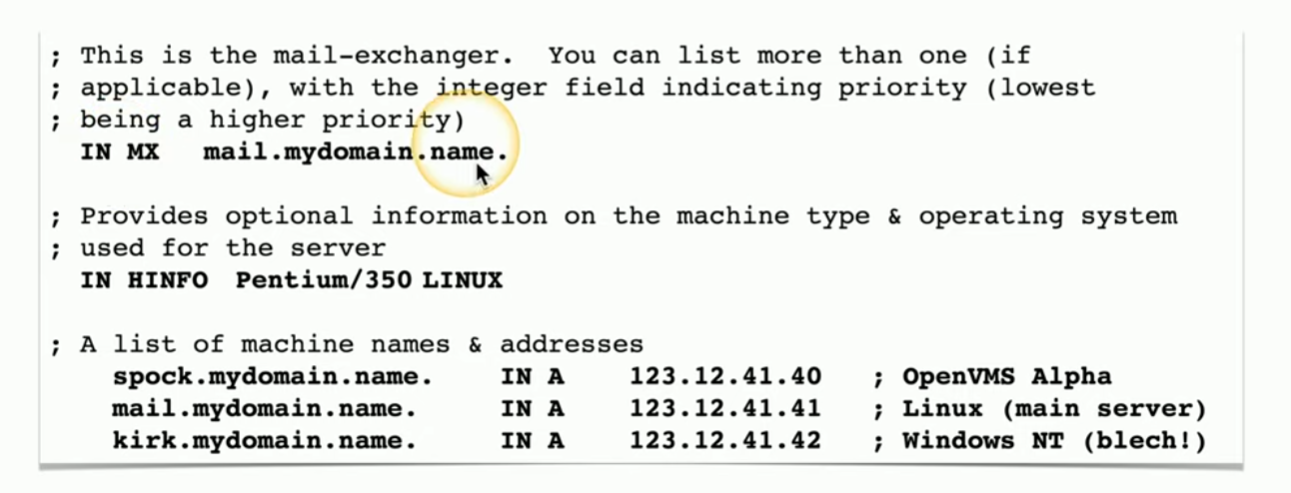 ; This is the mail-exchanger.  You can list more than one (if
; applicable), with the integer field indicating priority (lowest
; being a higher priority)
  IN MX   mail.mydomain.name.
; Provides optional information on the machine type & operating system
; used for the server
  IN HINFO  Pentium/350 LINUX
; A list of machine names & addresses
    spock.mydomain.name.    IN A    123.12.41.40   ; OpenVMS Alpha
    mail.mydomain.name.     IN A    123.12.41.41   ; Linux (main server)
    kirk.mydomain.name.     IN A    123.12.41.42   ; Windows NT (blech!)